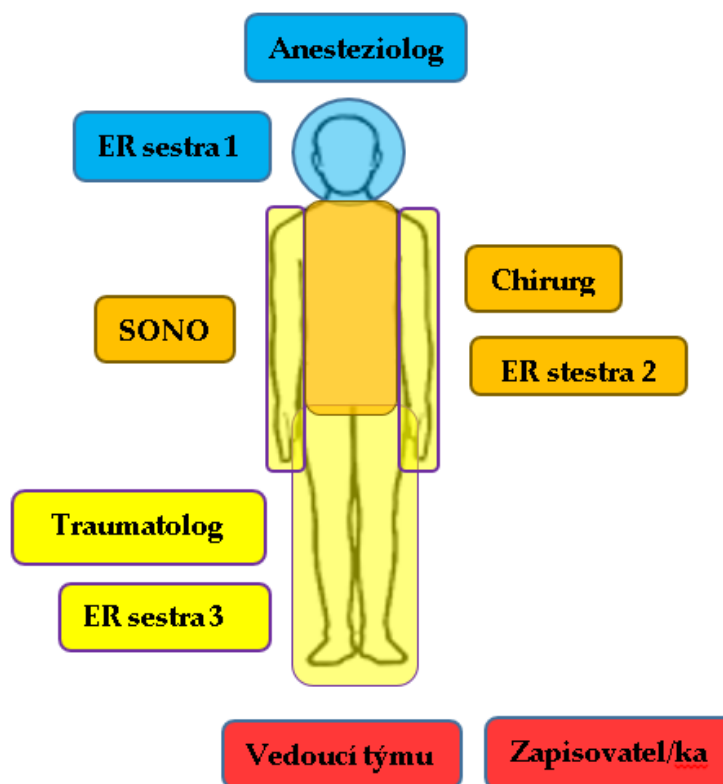 Anesteziolog
ER sestra 1
Chirurg
SONO
ER stestra 2
Traumatolog
ER sestra 3
Vedoucí týmu
Zapisovatel/ka